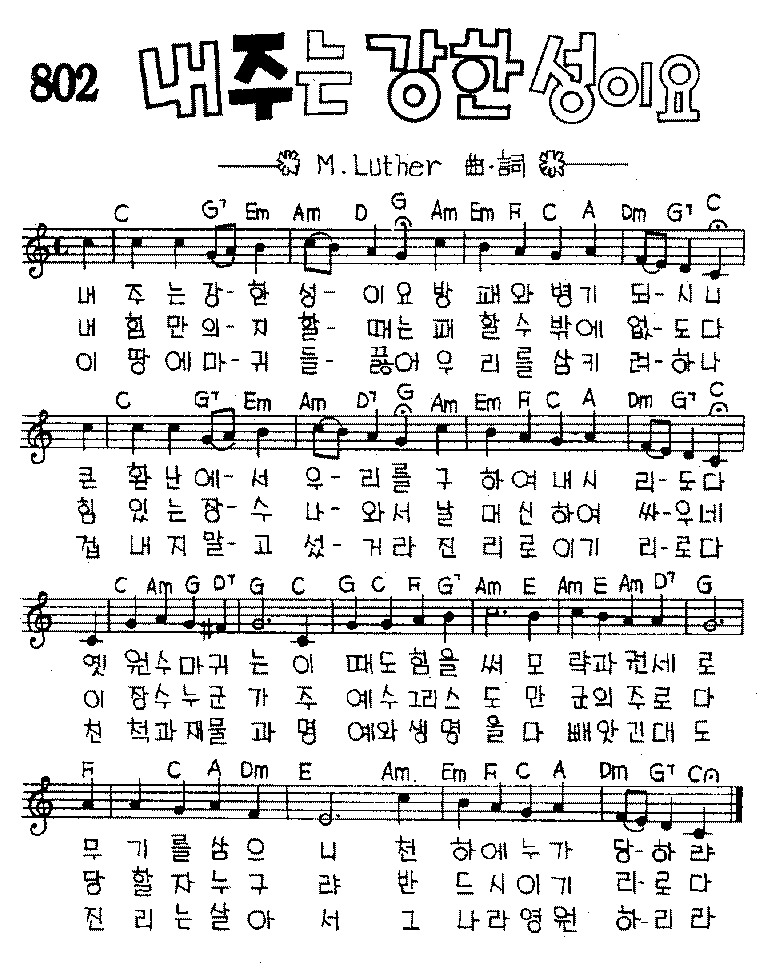 802 내 주는 강한 성이요
M. Luther 曲·詞
C G7 Em Am D G Am Em F C A Dm G7 C
내 주 는 강- 한 성- 이 요 방 패 와 병 기 되- 시 니
내 힘 만 의- 지 할- 때 는 패 할 수 밖 에 없- 도 다
이 땅 에 마- 귀 들- 끓 어 우 리 를 삼 키 려- 하 나
C G7 Em Am D7 G Am Em F C A Dm G7 C
큰 환 난 에- 서 우- 리 를 구 하 여 내 시 리- 도 다
힘 있 는 장- 수 나- 와 서 날 대 신 하 여 싸- 우 네
겁 내 지 말- 고 섰- 거 라 진 리 로 이 기 리- 로 다
C Am G D7 G C G C F G7 Am E Am E Am D7 G
옛 원 수 마 귀 는 이 때 도 힘 을 써 모 략 과 권 세 로
이 장 수 누 군 가 주 예 수 그리 스 도 만 군 의 주 로 다
친 척 과 재 물 과 명 예 와 생 명 을 다 빼 앗 긴 대 도
F C A Dm E Am. Em F C A Dm G7 C
무 기 를 삼 으 니 천 하 에 누 가 당- 하 랴
당 할 자 누 구 랴 반 드 시 이 기 리- 로 다
진 리 는 살 아 서 그 나 라 영 원 하- 리 라